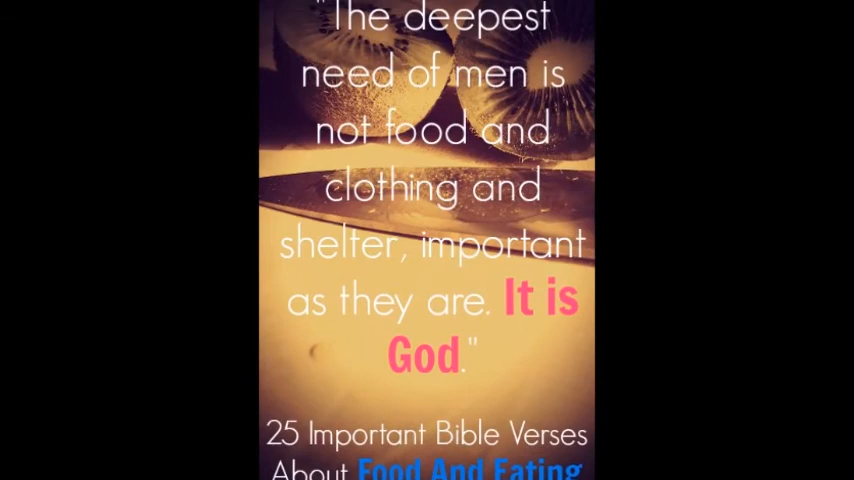 "The deepest
need of men is
not food and
clothing and
shelter, important
as they are. It is
God."
25 Important Bible Verses
About Food And Eating